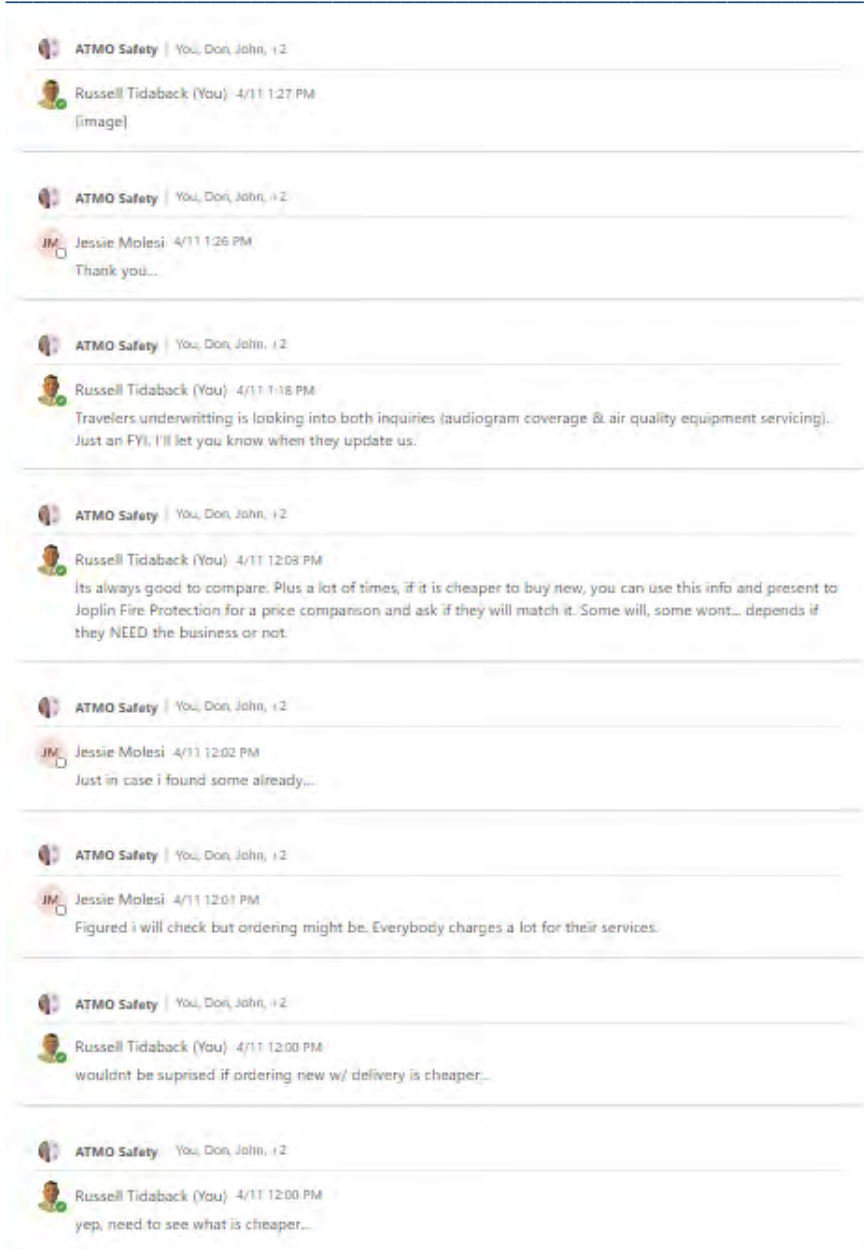 ATMO Safety | You, Don, John, +2
Russell Tidaback (You) 4/11 1:27 PM
[image]
ATMO Safety | You, Don, John, +2
JM Jessie Molesi 4/11 1:26 PM
Thank you...
ATMO Safety | You, Don, John, +2
Russell Tidaback (You) 4/11 1:18 PM
Travelers underwritting is looking into both inquiries (audiogram coverage & air quality equipment servicing).
Just an FYI. I'll let you know when they update us.
ATMO Safety | You, Don, John, +2
Russell Tidaback (You) 4/11 12:03 PM
Its always good to compare. Plus a lot of times, if it is cheaper to buy new, you can use this info and present to
Joplin Fire Protection for a price comparison and ask if they will match it. Some will, some wont... depends if
they NEED the business or not.
ATMO Safety | You, Don, John, +2
JM Jessie Molesi 4/11 12:02 PM
Just in case i found some already...
ATMO Safety | You, Don, John, +2
JM Jessie Molesi 4/11 12:01 PM
Figured i will check but ordering might be. Everybody charges a lot for their services.
ATMO Safety | You, Don, John, +2
Russell Tidaback (You) 4/11 12:00 PM
wouldnt be suprised if ordering new w/ delivery is cheaper...
ATMO Safety You, Don, John, +2
Russell Tidaback (You) 4/11 12:00 PM
yep, need to see what is cheaper...